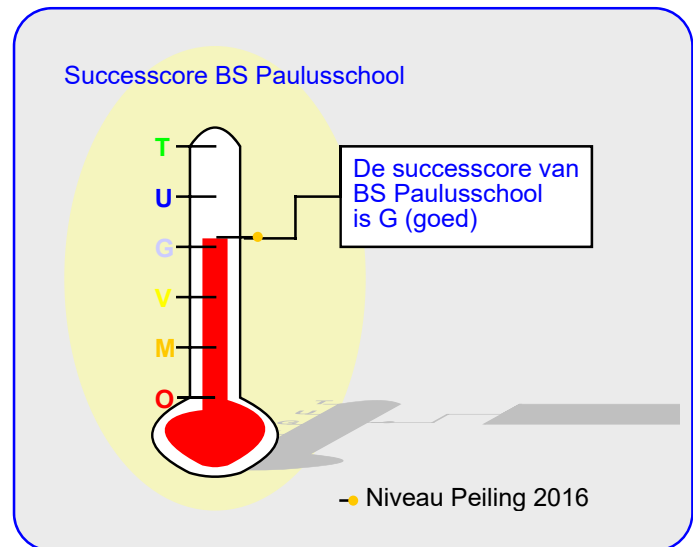 Successcore BS Paulusschool
T
U
G
V
M
O
De successcore van
BS Paulusschool
is G (goed)
T
U
G
Niveau Peiling 2016